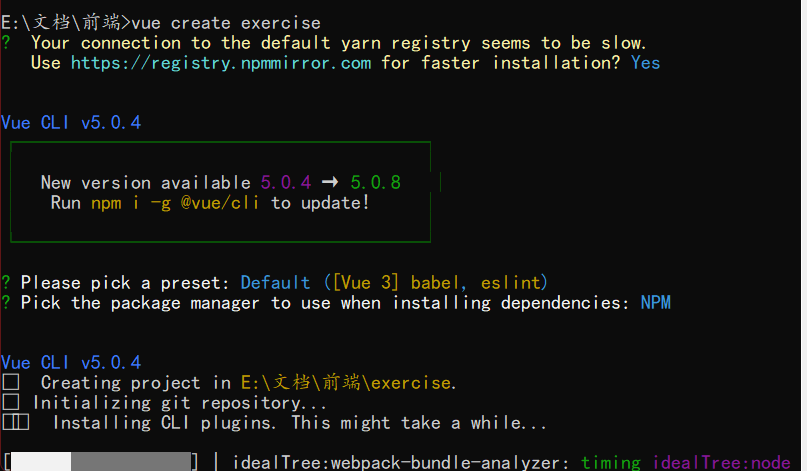 E:\文档\前端>vue create exercise
? Your connection to the default yarn registry seems to be slow.
Use https://registry.npmmirror.com for faster installation? Yes
Vue CLI v5.0.4
New version available 5.0.4 → 5.0.8
Run npm i -g @vue/cli to update!
? Please pick a preset: Default ([Vue 3] babel, eslint)
? Pick the package manager to use when installing dependencies: NPM
Vue CLI v5.0.4
Creating project in E:\文档\前端\exercise.
Initializing git repository...
Installing CLI plugins. This might take a while...
[ ] | idealTree:webpack-bundle-analyzer: timing idealTree:node